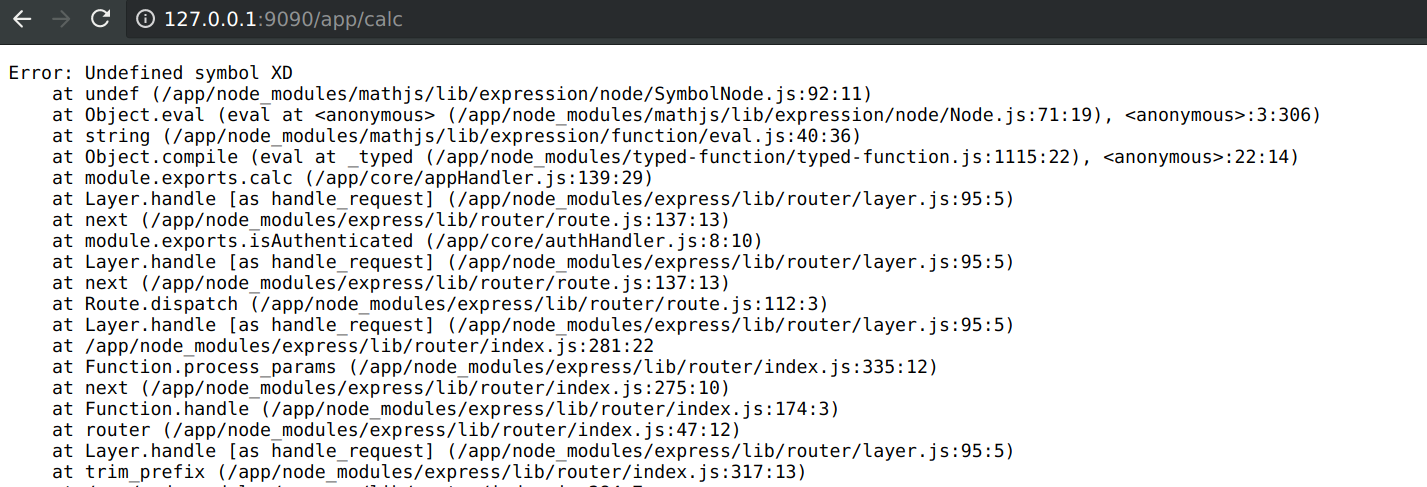 127.0.0.1:9090/app/calc
Error: Undefined symbol XD
    at undef (/app/node_modules/mathjs/lib/expression/node/SymbolNode.js:92:11)
    at Object.eval (eval at <anonymous> (/app/node_modules/mathjs/lib/expression/node/Node.js:71:19), <anonymous>:3:306)
    at string (/app/node_modules/mathjs/lib/expression/function/eval.js:40:36)
    at Object.compile (eval at _typed (/app/node_modules/typed-function/typed-function.js:1115:22), <anonymous>:22:14)
    at module.exports.calc (/app/core/appHandler.js:139:29)
    at Layer.handle [as handle_request] (/app/node_modules/express/lib/router/layer.js:95:5)
    at next (/app/node_modules/express/lib/router/route.js:137:13)
    at module.exports.isAuthenticated (/app/core/authHandler.js:8:10)
    at Layer.handle [as handle_request] (/app/node_modules/express/lib/router/layer.js:95:5)
    at next (/app/node_modules/express/lib/router/route.js:137:13)
    at Route.dispatch (/app/node_modules/express/lib/router/route.js:112:3)
    at Layer.handle [as handle_request] (/app/node_modules/express/lib/router/layer.js:95:5)
    at /app/node_modules/express/lib/router/index.js:281:22
    at Function.process_params (/app/node_modules/express/lib/router/index.js:335:12)
    at next (/app/node_modules/express/lib/router/index.js:275:10)
    at Function.handle (/app/node_modules/express/lib/router/index.js:174:3)
    at router (/app/node_modules/express/lib/router/index.js:47:12)
    at Layer.handle [as handle_request] (/app/node_modules/express/lib/router/layer.js:95:5)
    at trim_prefix (/app/node_modules/express/lib/router/index.js:317:13)